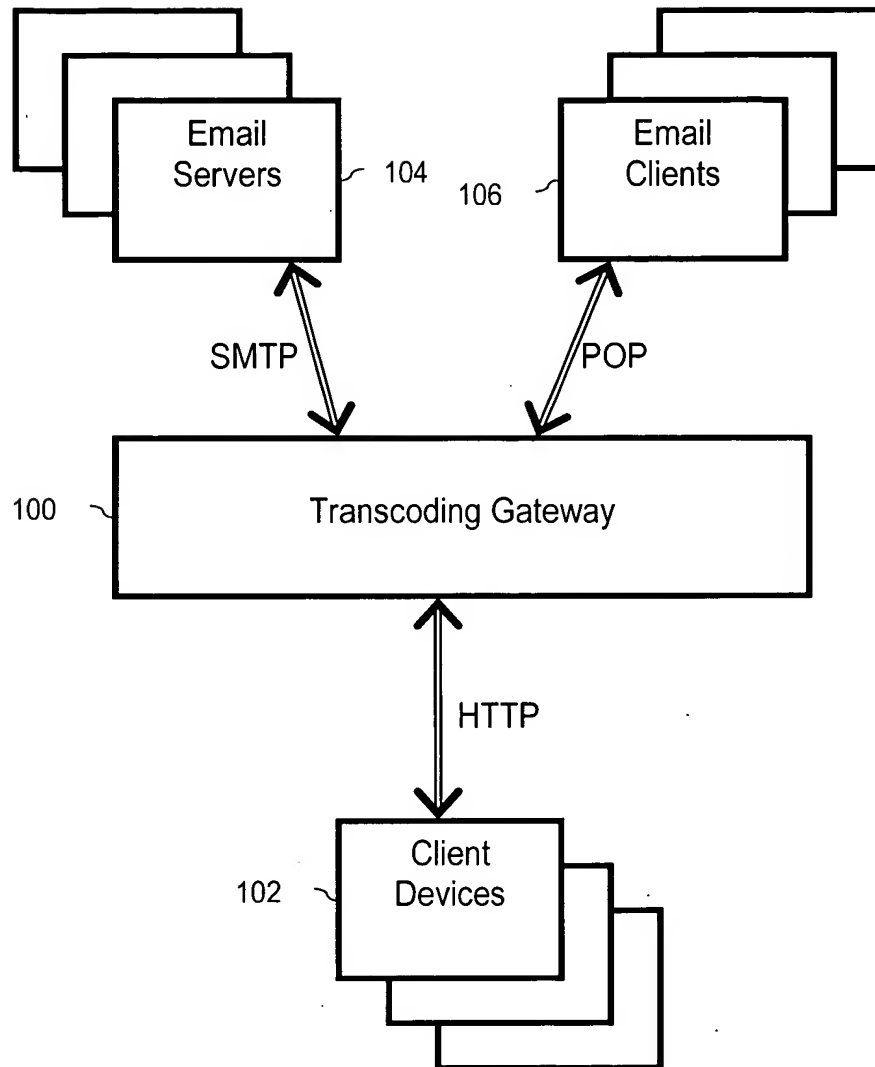 Email
Servers
104
Email
Clients
106
SMTP
POP
100
Transcoding Gateway
HTTP
Client
Devices
102